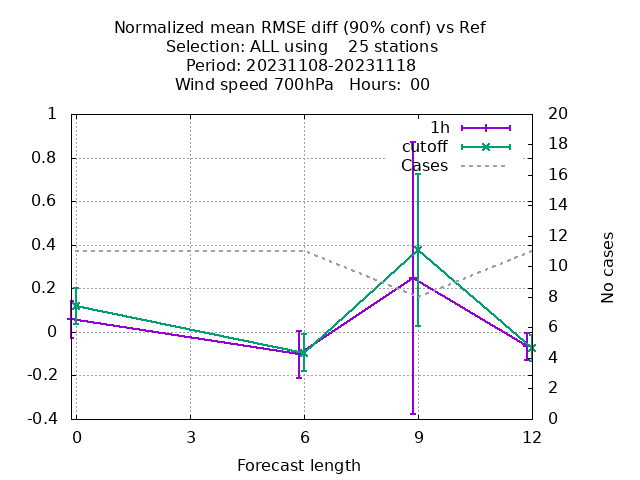 Normalized mean RMSE diff (90% conf) vs Ref
Selection: ALL using    25 stations
Period: 20231108-20231118
Wind speed 700hPa   Hours:  00
1h
cutoff
Cases
1
0.8
0.6
0.4
0.2
0
-0.2
-0.4
20
18
16
14
12
10
8
6
4
2
0
No cases
0 3 6 9 12
Forecast length